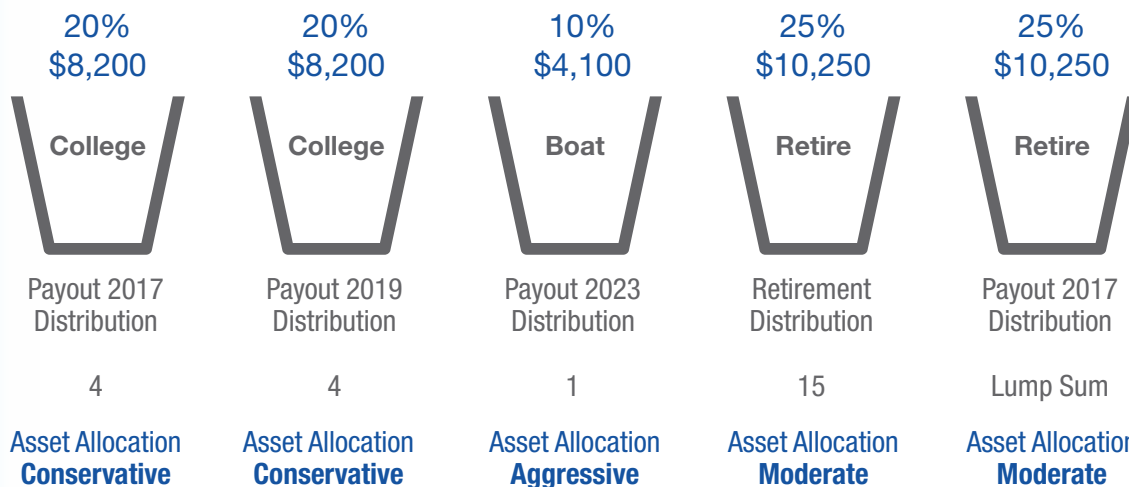 20%
$8,200
College
Payout 2017
Distribution
4
Asset Allocation
Conservative
20%
$8,200
College
Payout 2019
Distribution
4
Asset Allocation
Conservative
10%
$4,100
Boat
Payout 2023
Distribution
1
Asset Allocation
Aggressive
25%
$10,250
Retire
Retirement
Distribution
15
Asset Allocation
Moderate
25%
$10,250
Retire
Payout 2017
Distribution
Lump Sum
Asset Allocation
Moderate